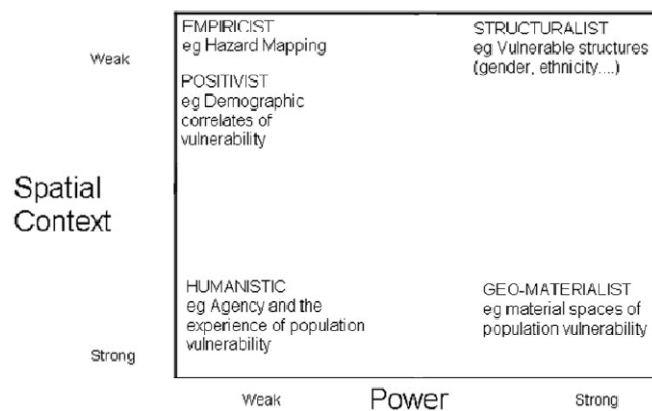 EMPIRICIST
eg Hazard Mapping
STRUCTURALIST
eg Vulnerable structures
(gender, ethnicity....)
Weak
POSITIVIST
eg Demographic
correlates of
vulnerability
Spatial
Context
HUMANISTIC
eg Agency and the
experience of population
vulnerability
GEO-MATERIALIST
eg material spaces of
population vulnerability
Strong
Weak
Power
Strong